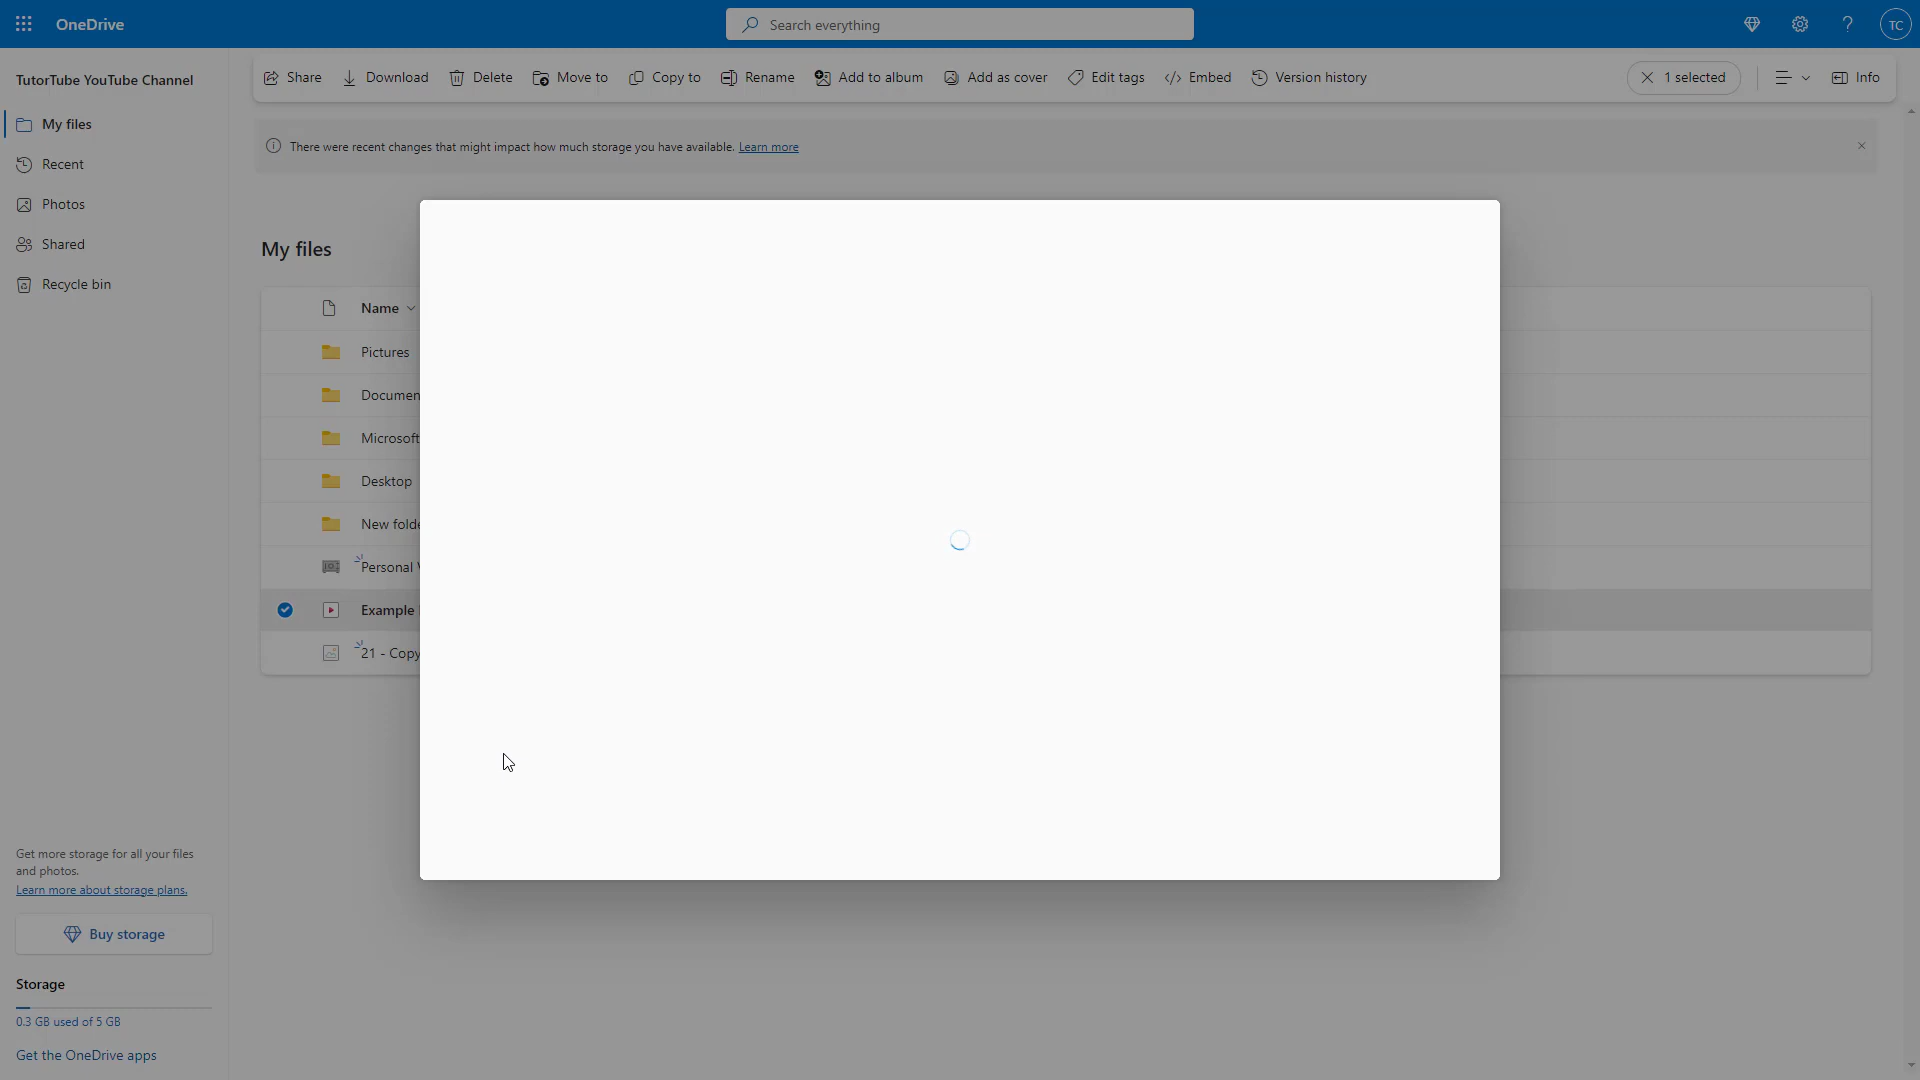 OneDrive
Search everything
TC
TutorTube YouTube Channel
Share
Download
Delete
Move to
Copy to
Rename
Add to album
Add as cover
Edit tags
Embed
Version history
1 selected
Info
My files
Recent
Photos
Shared
Recycle bin
There were recent changes that might impact how much storage you have available. Learn more
My files
Name
Pictures
Documen
Microsoft
Desktop
New folde
Personal
Example
21 - Copy
Get more storage for all your files
and photos.
Learn more about storage plans.
Buy storage
Storage
0.3 GB used of 5 GB
Get the OneDrive apps